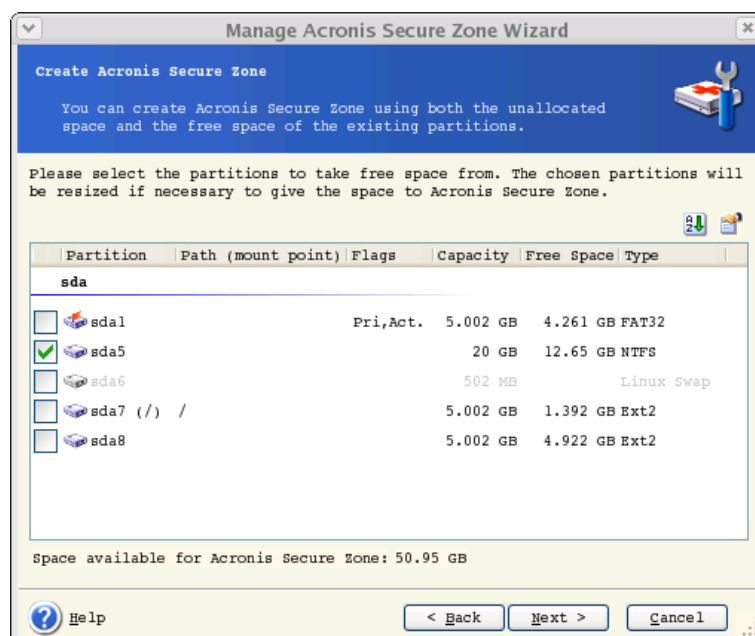 Manage Acronis Secure Zone Wizard
Create Acronis Secure Zone
You can create Acronis Secure Zone using both the unallocated
space and the free space of the existing partitions.
Please select the partitions to take free space from. The chosen partitions will
be resized if necessary to give the space to Acronis Secure Zone.
Partition Path (mount point) Flags Capacity Free Space Type
sda
sda1 Pri,Act. 5.002 GB 4.261 GB FAT32
sda5 20 GB 12.65 GB NTFS
sda6 502 MB Linux Swap
sda7 (/) / 5.002 GB 1.392 GB Ext2
sda8 5.002 GB 4.922 GB Ext2
Space available for Acronis Secure Zone: 50.95 GB
Help < Back Next > Cancel